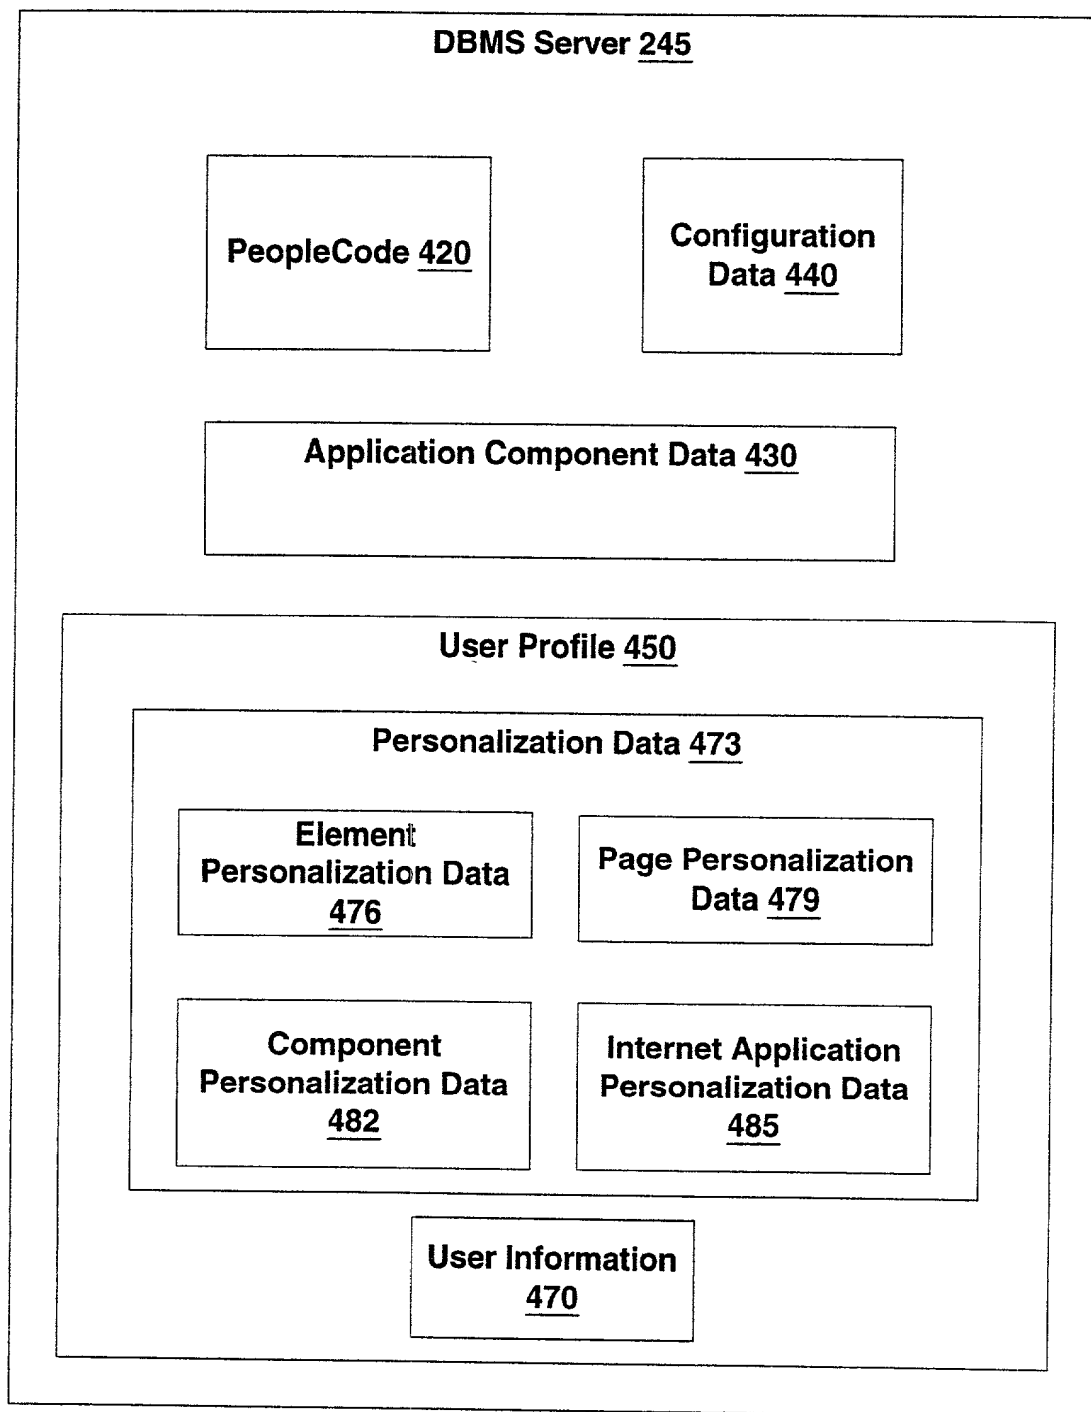 DBMS Server 245
PeopleCode 420
Configuration
Data 440
Application Component Data 430
User Profile 450
Personalization Data 473
Element
Personalization Data
476
Page Personalization
Data 479
Component
Personalization Data
482
Internet Application
Personalization Data
485
User Information
470